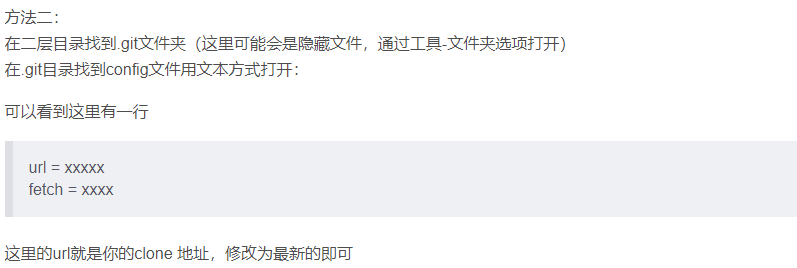 方法二：
在二层目录找到.git文件夹（这里可能会是隐藏文件，通过工具-文件夹选项打开）
在.git目录找到config文件用文本方式打开：
可以看到这里有一行
url = xxxxx
fetch = xxxx
这里的url就是你的clone 地址，修改为最新的即可